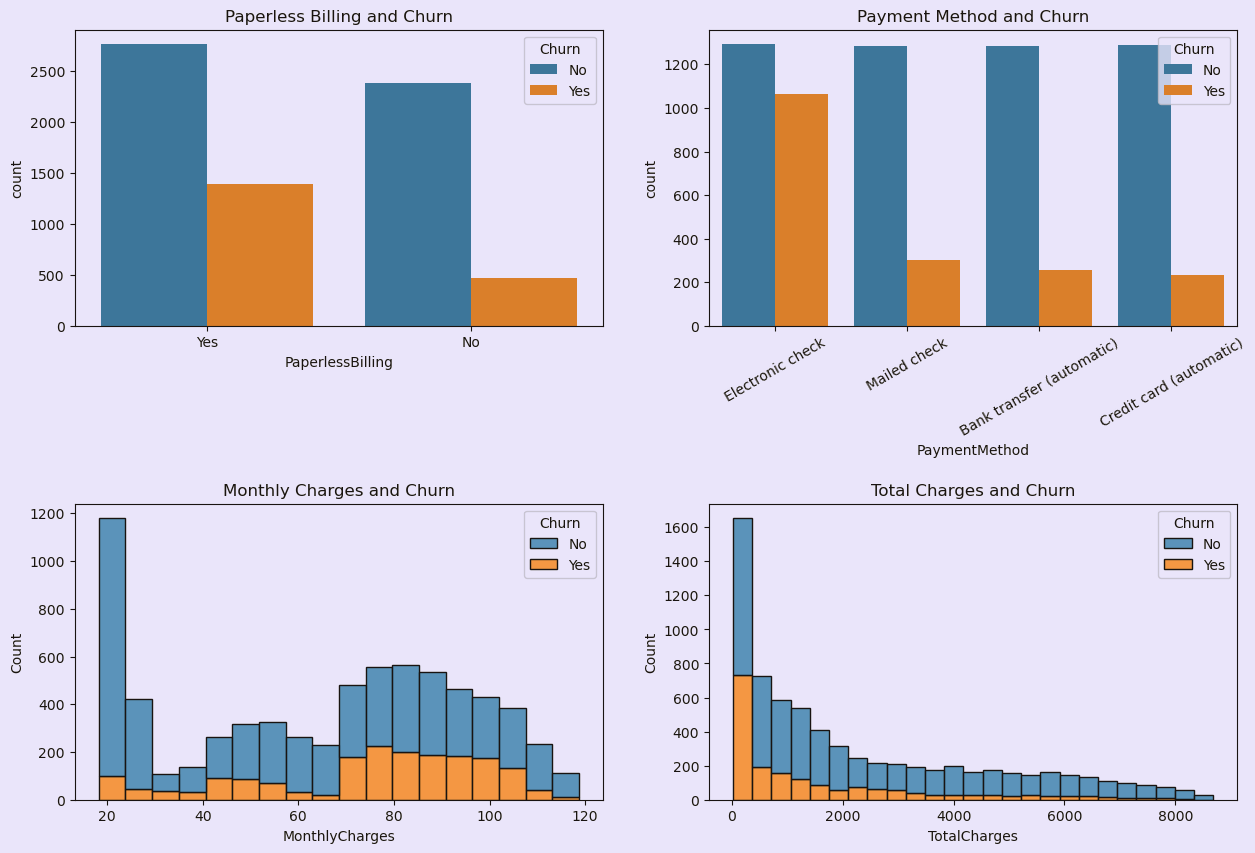 Paperless Billing and Churn
count
2500
2000
1500
1000
500
0
Churn
No
Yes
Yes
No
PaperlessBilling
Payment Method and Churn
count
1200
1000
800
600
400
200
0
Churn
No
Yes
Electronic check
Mailed check
Bank transfer (automatic)
Credit card (automatic)
PaymentMethod
Monthly Charges and Churn
Count
1200
1000
800
600
400
200
0
Churn
No
Yes
20
40
60
80
100
120
MonthlyCharges
Total Charges and Churn
Count
1600
1400
1200
1000
800
600
400
200
0
Churn
No
Yes
0
2000
4000
6000
8000
TotalCharges